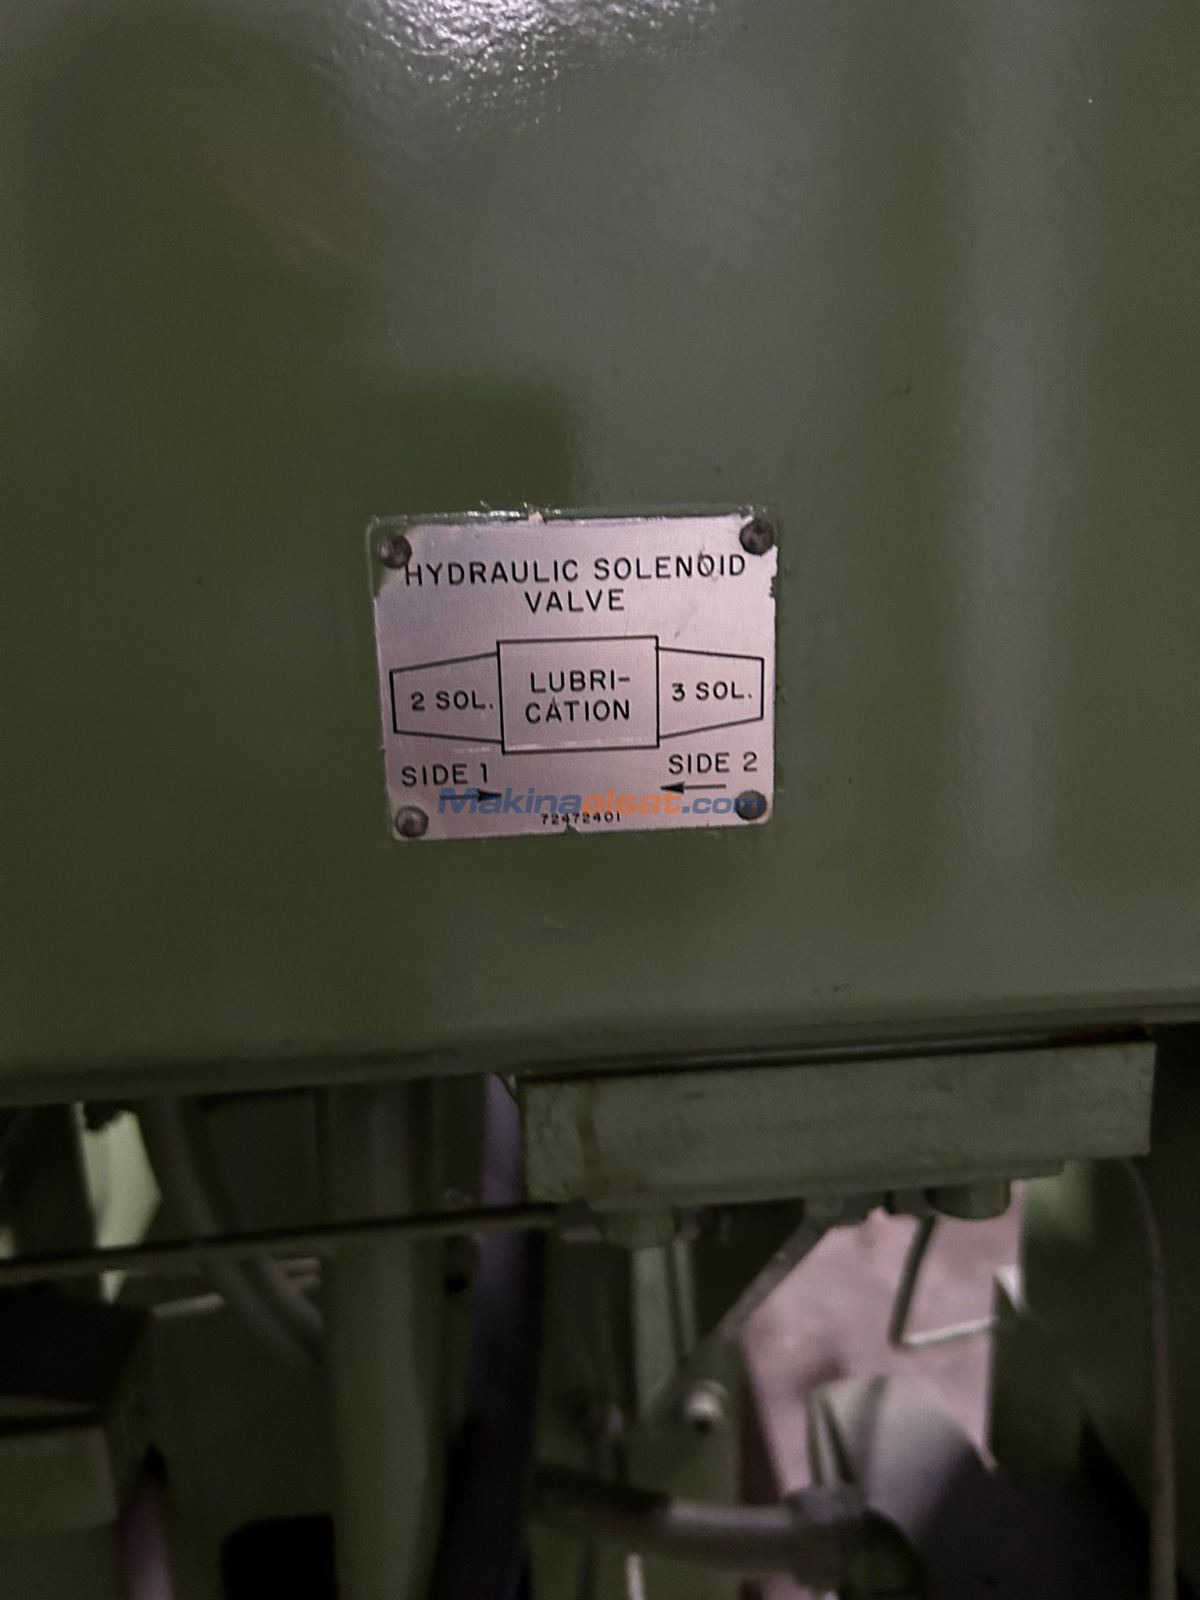 HYDRAULIC SOLENOID
VALVE
2 SOL.
LUBRI-
CATION
3 SOL.
SIDE 1
SIDE 2
Makinaalsat.com
72472401